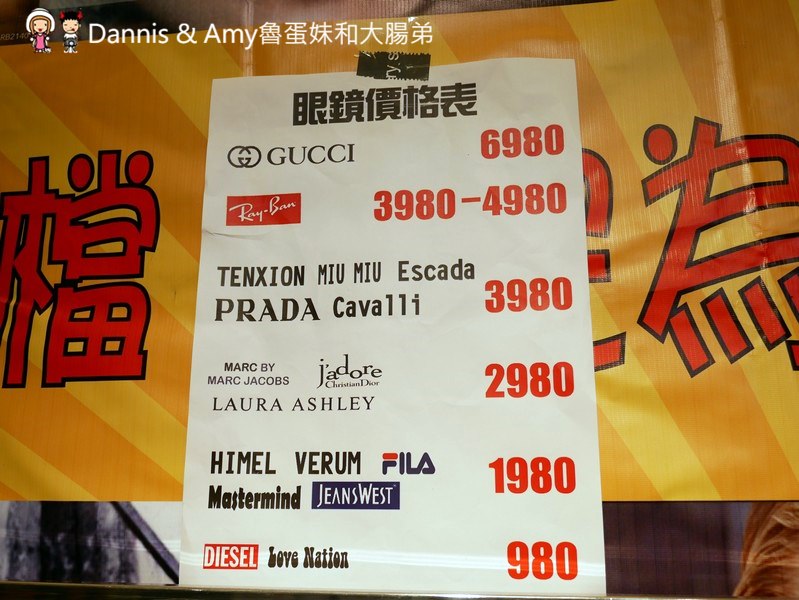 Dannis & Amy魯蛋妹和大腸弟
眼鏡價格表
GUCCI 6980
Ray-Ban 3980-4980
TENXION MIU MIU Escada
PRADA Cavalli 3980
MARC BY MARC JACOBS j'adore Christian Dior 2980
LAURA ASHLEY
HIMEL VERUM FILA 1980
Mastermind JEANSWEST
DIESEL Love Nation 980
檔
為